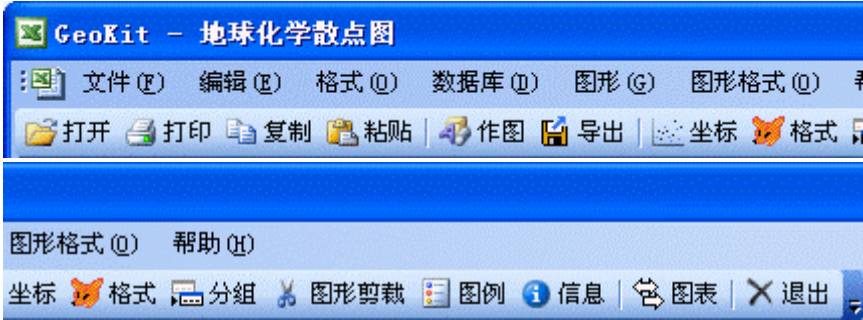 GeoKit - 地球化学散点图
文件(F) 编辑(E) 格式(O) 数据库(D) 图形(G) 图形格式(O)
打开 打印 复制 粘贴 作图 导出 坐标 格式
图形格式(O) 帮助(H)
坐标 格式 分组 图形剪裁 图例 信息 图表 退出